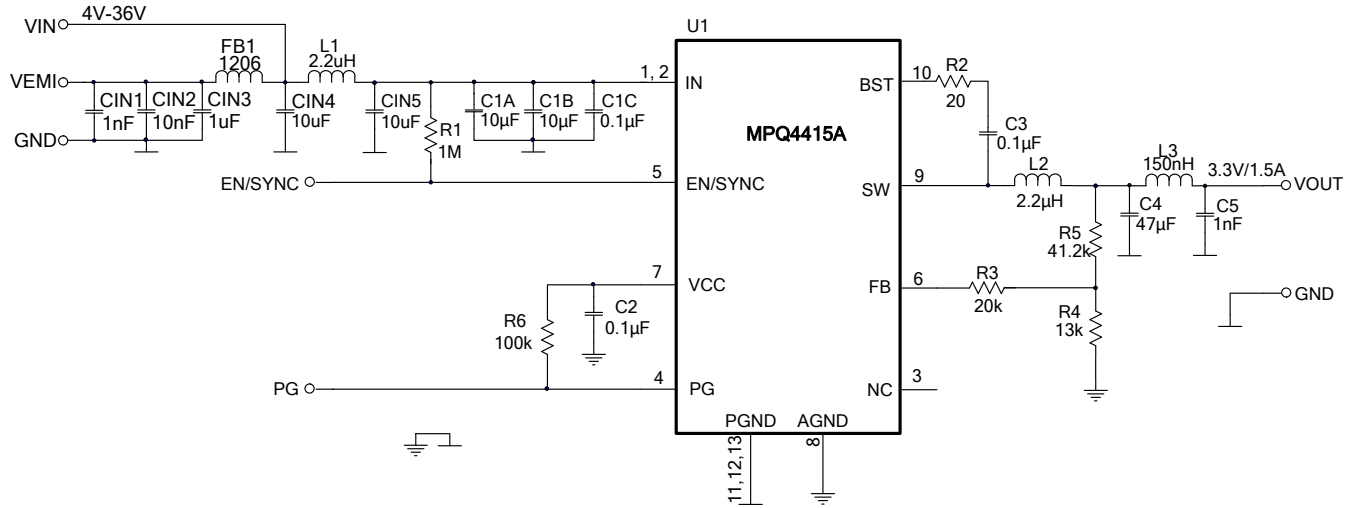 VIN
4V-36V
U1
FB1
1206
L1
2.2uH
VEMI
1, 2
IN
CIN1
1nF
CIN2
10nF
CIN3
1uF
CIN4
10uF
CIN5
10uF
R1
1M
C1A
10µF
C1B
10µF
C1C
0.1µF
GND
EN/SYNC
5
EN/SYNC
MPQ4415A
BST
10
R2
20
C3
0.1µF
SW
9
L2
2.2µH
L3
150nH
3.3V/1.5A
VOUT
C4
47µF
C5
1nF
R5
41.2k
7
VCC
C2
0.1µF
R6
100k
FB
6
R3
20k
R4
13k
GND
PG
4
PG
NC
3
PGND
AGND
11,12,13
8